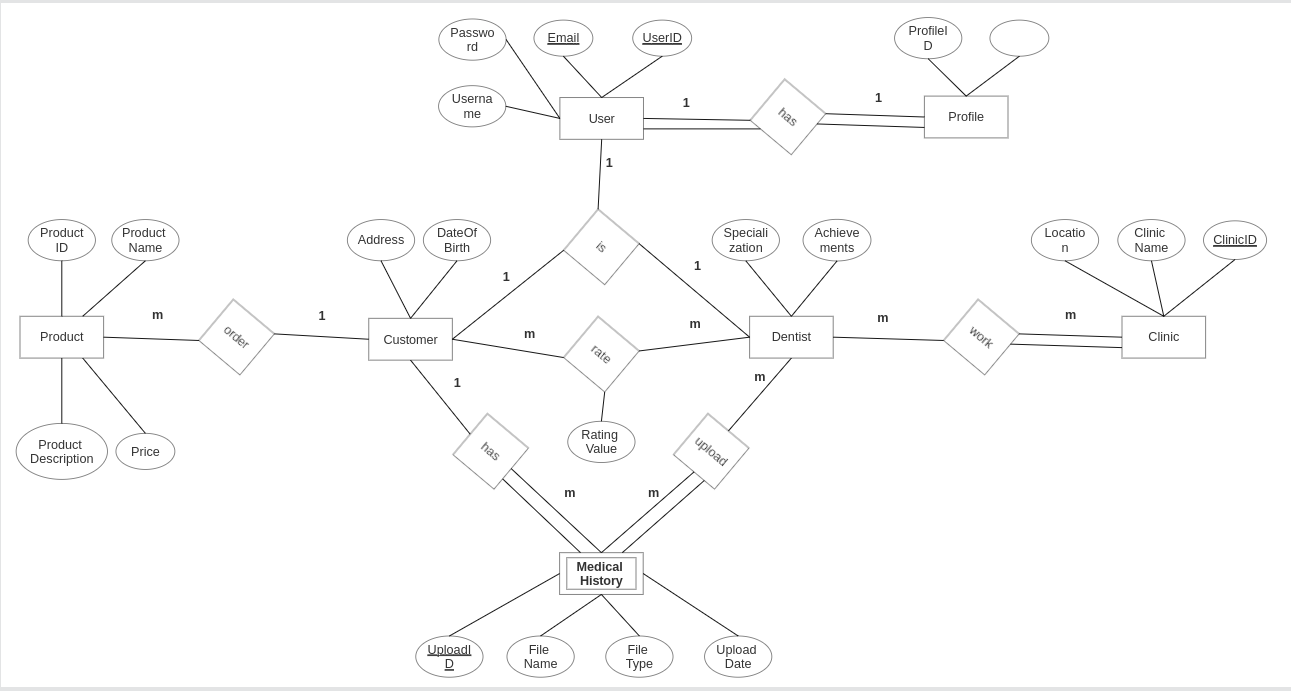 Passwo
rd
Email
UserID
ProfileI
D
Userna
me
User
1
has
1
Profile
1
Product
ID
Product
Name
Address
DateOf
Birth
is
Speciali
zation
Achieve
ments
Locatio
n
Clinic
Name
ClinicID
1
1
m
1
m
m
m
m
Product
order
Customer
rate
Dentist
work
Clinic
1
m
Product
Description
Price
has
Rating
Value
upload
m
m
Medical
History
UploadI
D
File
Name
File
Type
Upload
Date